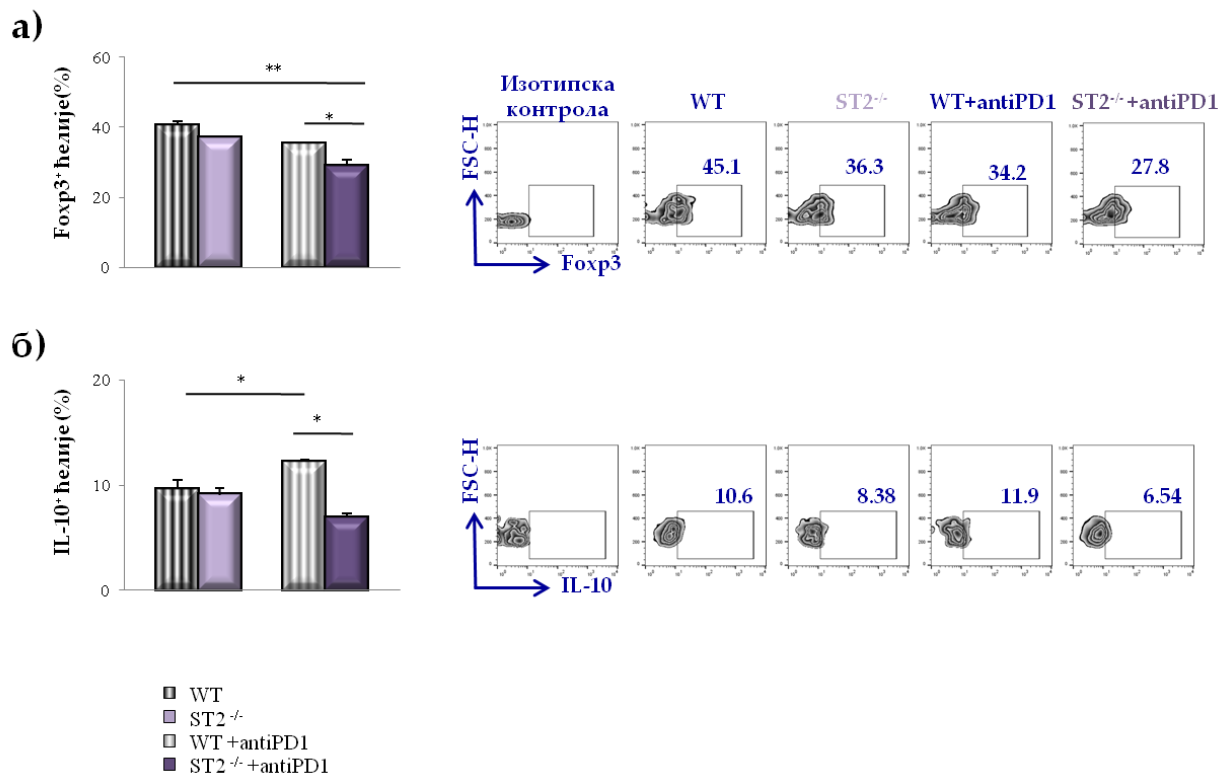 а)
60
40
20
0
Foxp3⁺ ћелије(%)
**
*
Изотипска
контрола
WT
ST2⁻/⁻
WT+antiPD1
ST2⁻/⁻+antiPD1
FSC-H
45.1
36.3
34.2
27.8
Foxp3
б)
20
10
0
IL-10⁺ ћелије (%)
*
*
FSC-H
10.6
8.38
11.9
6.54
IL-10
WT
ST2 ⁻/⁻
WT +antiPD1
ST2 ⁻/⁻ +antiPD1